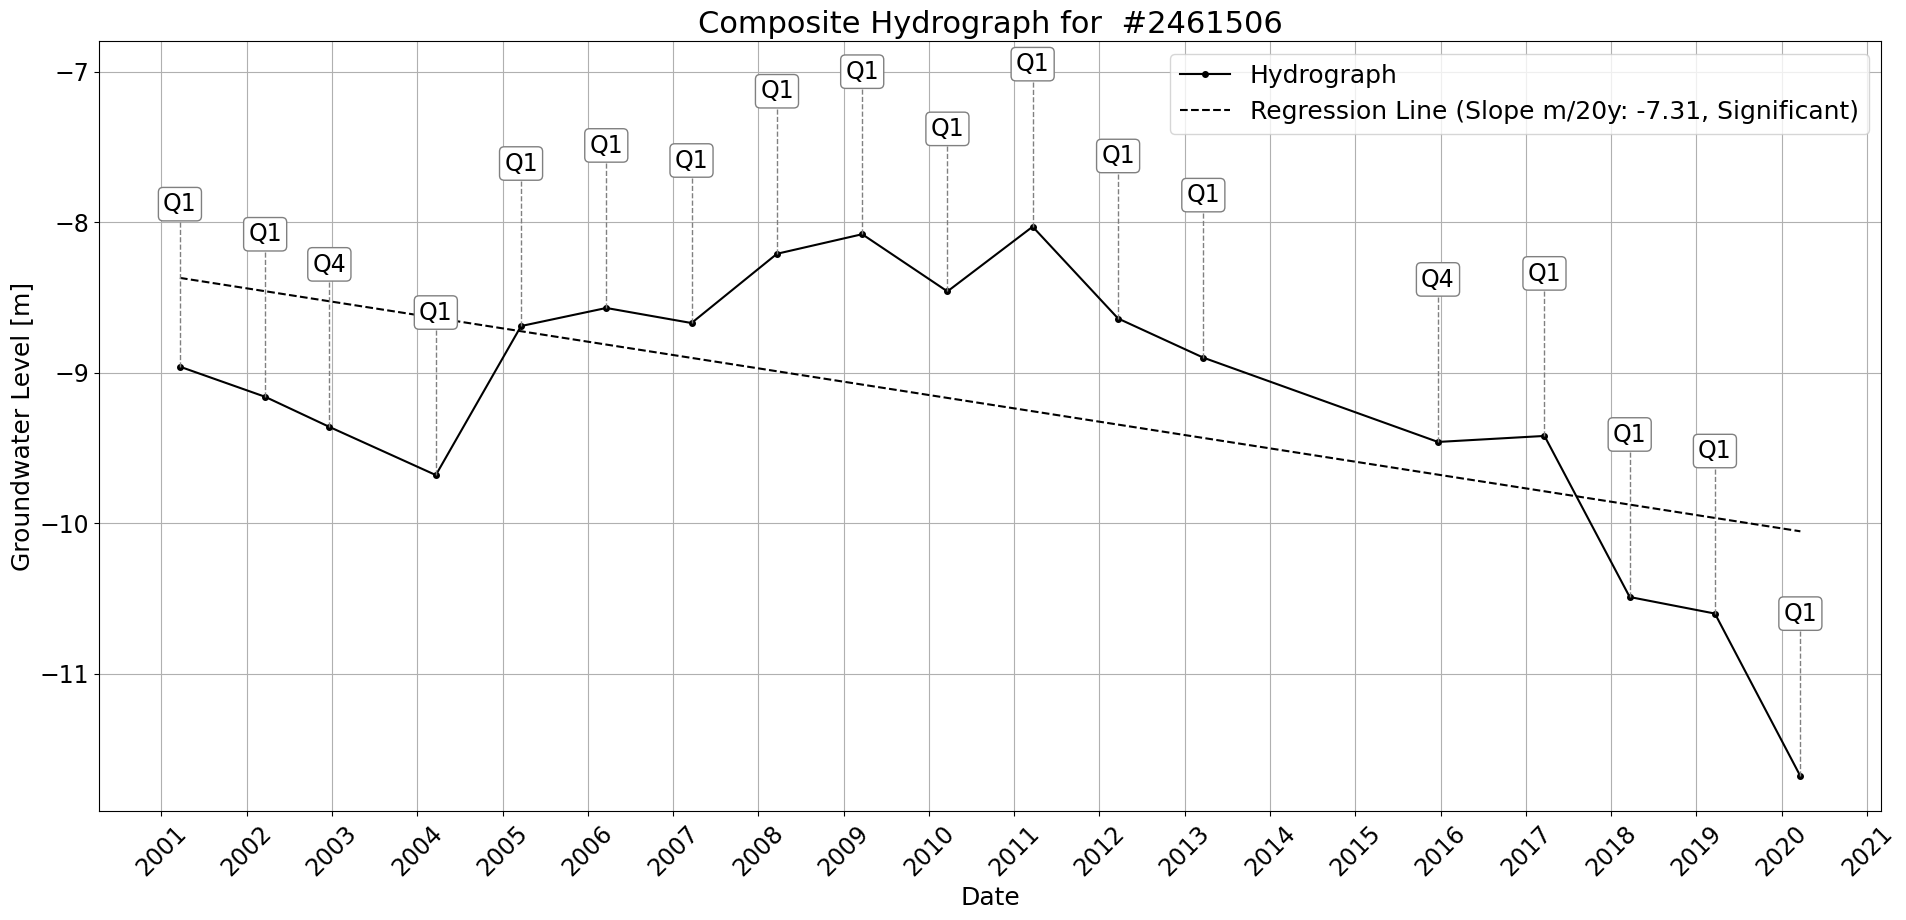 Composite Hydrograph for #2461506
Hydrograph
Regression Line (Slope m/20y: -7.31, Significant)
Groundwater Level [m]
−7
−8
−9
−10
−11
Q1
Q1
Q4
Q1
Q1
Q1
Q1
Q1
Q1
Q1
Q1
Q1
Q1
Q4
Q1
Q1
Q1
Q1
2001
2002
2003
2004
2005
2006
2007
2008
2009
2010
2011
2012
2013
2014
2015
2016
2017
2018
2019
2020
2021
Date